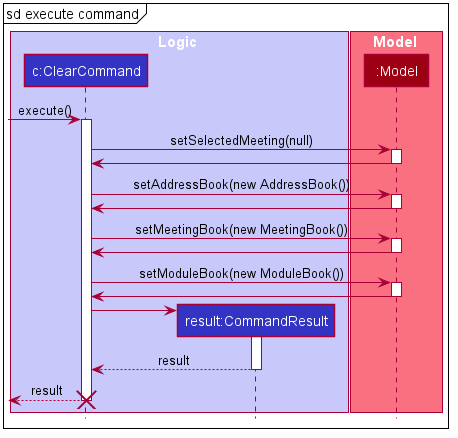 sd execute command
Logic
Model
c:ClearCommand
:Model
execute()
setSelectedMeeting(null)
setAddressBook(new AddressBook())
setMeetingBook(new MeetingBook())
setModuleBook(new ModuleBook())
result:CommandResult
result
result